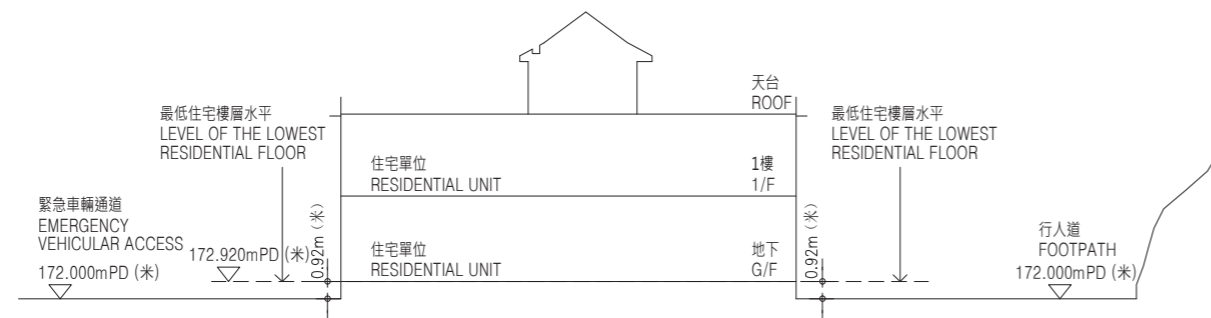 天台
ROOF
最低住宅樓層水平
LEVEL OF THE LOWEST
RESIDENTIAL FLOOR
最低住宅樓層水平
LEVEL OF THE LOWEST
RESIDENTIAL FLOOR
住宅單位
RESIDENTIAL UNIT
1樓
1/F
緊急車輛通道
EMERGENCY
VEHICULAR ACCESS
172.000mPD (米)
172.920mPD (米)
0.92m (米)
住宅單位
RESIDENTIAL UNIT
地下
G/F
0.92m (米)
行人道
FOOTPATH
172.000mPD (米)